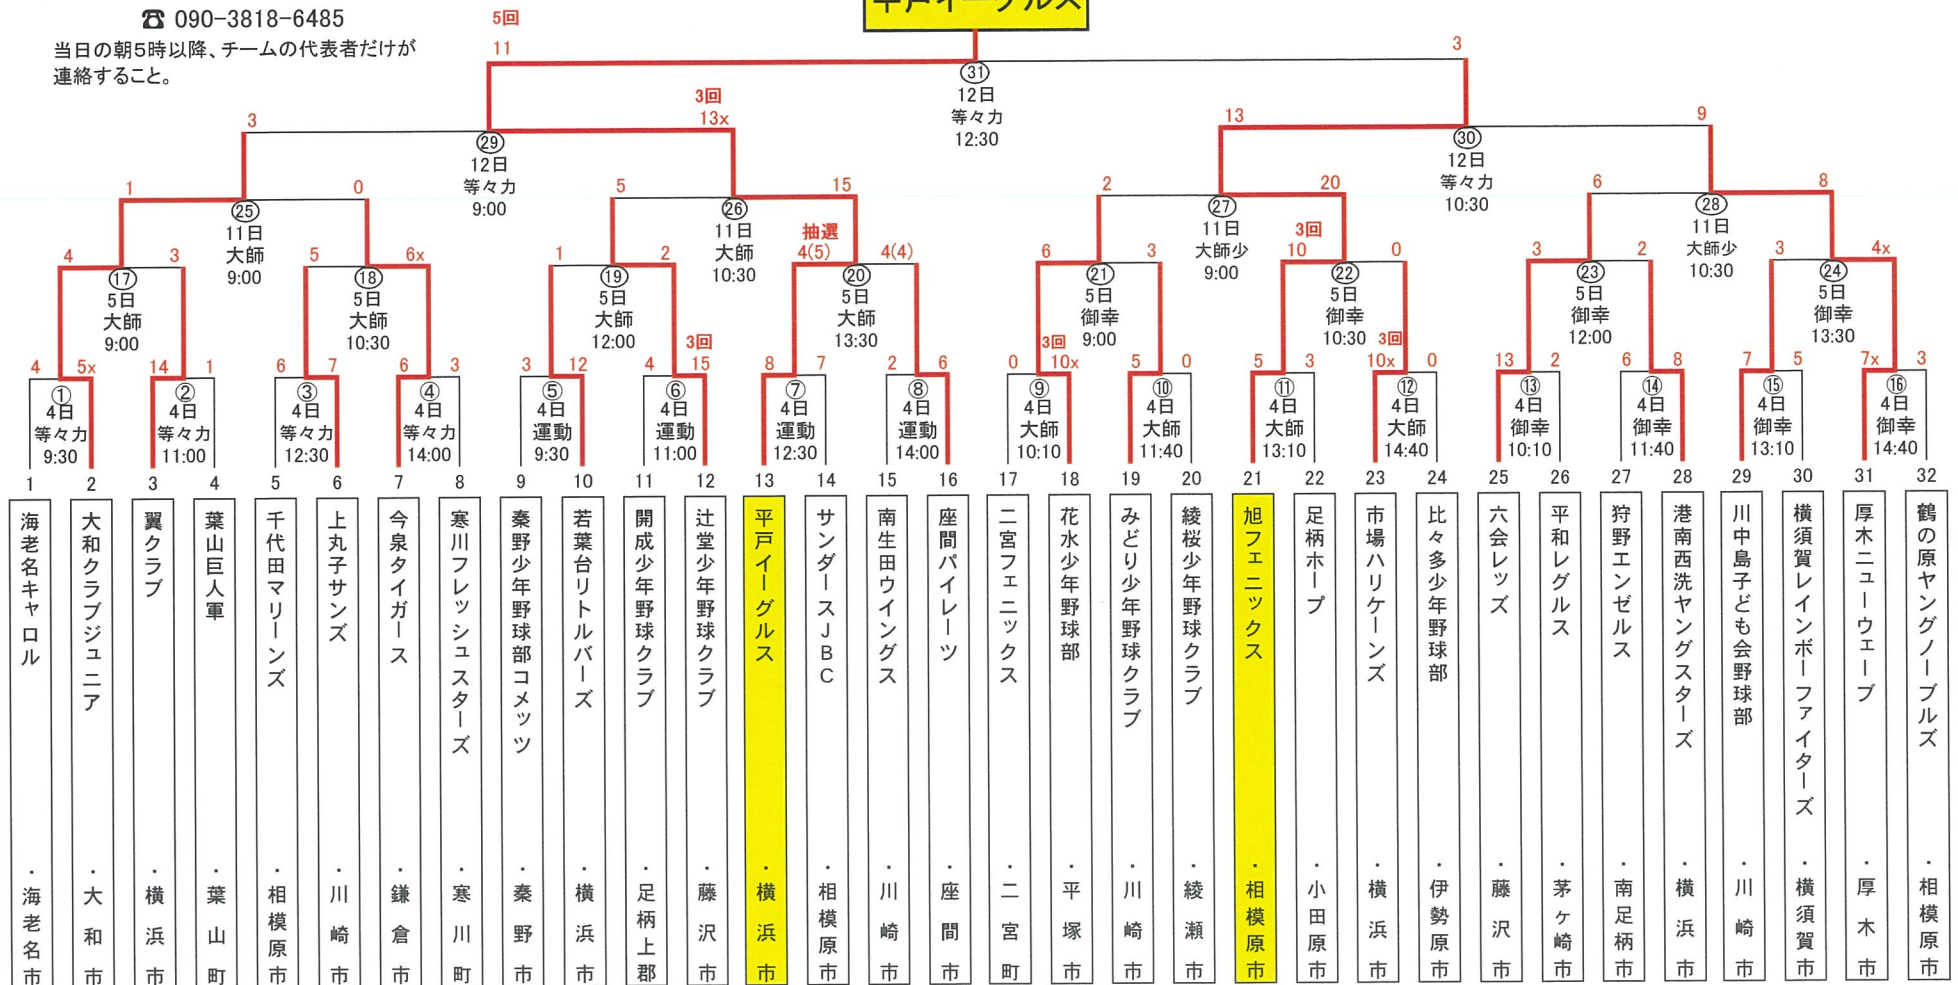 平戸イーグルス
☎ 090-3818-6485
当日の朝5時以降、チームの代表者だけが
連絡すること。
5回
11
3
㉛
12日
等々力
12:30
3
3回
13x
㉙
12日
等々力
9:00
13
9
㉚
12日
等々力
10:30
1
0
㉕
11日
大師
9:00
5
15
㉖
11日
大師
10:30
2
20
㉗
11日
大師少
9:00
6
8
㉘
11日
大師少
10:30
4
3
⑰
5日
大師
9:00
5
6x
⑱
5日
大師
10:30
1
2
⑲
5日
大師
12:00
抽選
4(5)
4(4)
⑳
5日
大師
13:30
6
3
㉑
5日
御幸
9:00
3回
10
0
㉒
5日
御幸
10:30
3
2
㉓
5日
御幸
12:00
3
4x
㉔
5日
御幸
13:30
4
5x
①
4日
等々力
9:30
14
1
②
4日
等々力
11:00
6
7
③
4日
等々力
12:30
6
3
④
4日
等々力
14:00
3
12
⑤
4日
運動
9:30
3回
4
15
⑥
4日
運動
11:00
8
7
⑦
4日
運動
12:30
2
6
⑧
4日
運動
14:00
3回
0
10x
⑨
4日
大師
10:10
5
0
⑩
4日
大師
11:40
5
3
⑪
4日
大師
13:10
3回
10x
0
⑫
4日
大師
14:40
13
2
⑬
4日
御幸
10:10
6
8
⑭
4日
御幸
11:40
7
5
⑮
4日
御幸
13:10
7x
3
⑯
4日
御幸
14:40
1
海老名キャロル ・海老名市
2
大和クラブジュニア ・大和市
3
翼クラブ ・横浜市
4
葉山巨人軍 ・葉山町
5
千代田マリーンズ ・相模原市
6
上丸子サンズ ・川崎市
7
今泉タイガース ・鎌倉市
8
寒川フレッシュスターズ ・寒川町
9
秦野少年野球部コメッツ ・秦野市
10
若葉台リトルバーズ ・横浜市
11
開成少年野球クラブ ・足柄上郡
12
辻堂少年野球クラブ ・藤沢市
13
平戸イーグルス ・横浜市
14
サンダースJBC ・相模原市
15
南生田ウイングス ・川崎市
16
座間パイレーツ ・座間市
17
二宮フェニックス ・二宮町
18
花水少年野球部 ・平塚市
19
みどり少年野球クラブ ・川崎市
20
綾桜少年野球クラブ ・綾瀬市
21
旭フェニックス ・相模原市
22
足柄ホープ ・小田原市
23
市場ハリケーンズ ・横浜市
24
比々多少年野球部 ・伊勢原市
25
六会レッズ ・藤沢市
26
平和レグルス ・茅ヶ崎市
27
狩野エンゼルス ・南足柄市
28
港南西洗ヤングスターズ ・横浜市
29
川中島子ども会野球部 ・川崎市
30
横須賀レインボーファイターズ ・横須賀市
31
厚木ニューウェーブ ・厚木市
32
鶴の原ヤングノーブルズ ・相模原市